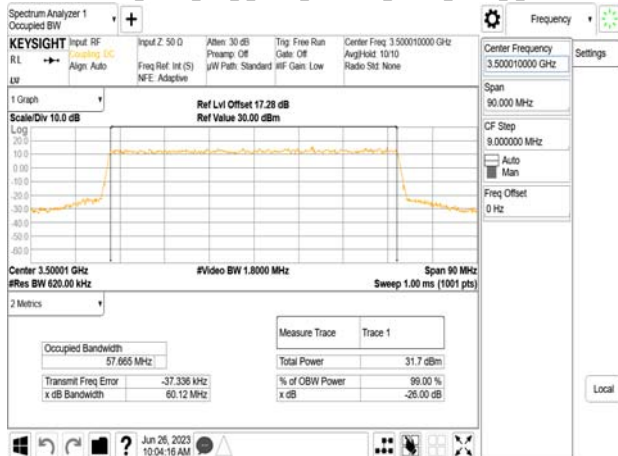 Spectrum Analyzer 1
Occupied BW
Frequency
KEYSIGHT
Input: RF
Coupling: DC
Align: Auto
Input Z: 50 Ω
Freq Ref: Int (S)
NFE: Adaptive
Atten: 30 dB
Preamp: Off
µW Path: Standard
Trig: Free Run
Gate: Off
#IF Gain: Low
Center Freq: 3.500010000 GHz
Avg|Hold: 10/10
Radio Std: None
RL
LM
1 Graph
Ref Lvl Offset 17.28 dB
Scale/Div 10.0 dB
Ref Value 30.00 dBm
Log
20.0
10.0
0.00
-10.0
-20.0
-30.0
-40.0
-50.0
-60.0
Center 3.50001 GHz
#Video BW 1.8000 MHz
Span 90 MHz
#Res BW 620.00 kHz
Sweep 1.00 ms (1001 pts)
2 Metrics
Measure Trace
Trace 1
Occupied Bandwidth
57.665 MHz
Total Power
31.7 dBm
Transmit Freq Error
-37.336 kHz
% of OBW Power
99.00 %
x dB Bandwidth
60.12 MHz
x dB
-26.00 dB
Center Frequency
3.500010000 GHz
Settings
Span
90.000 MHz
CF Step
9.000000 MHz
Auto
Man
Freq Offset
0 Hz
Local
Jun 26, 2023
10:04:16 AM